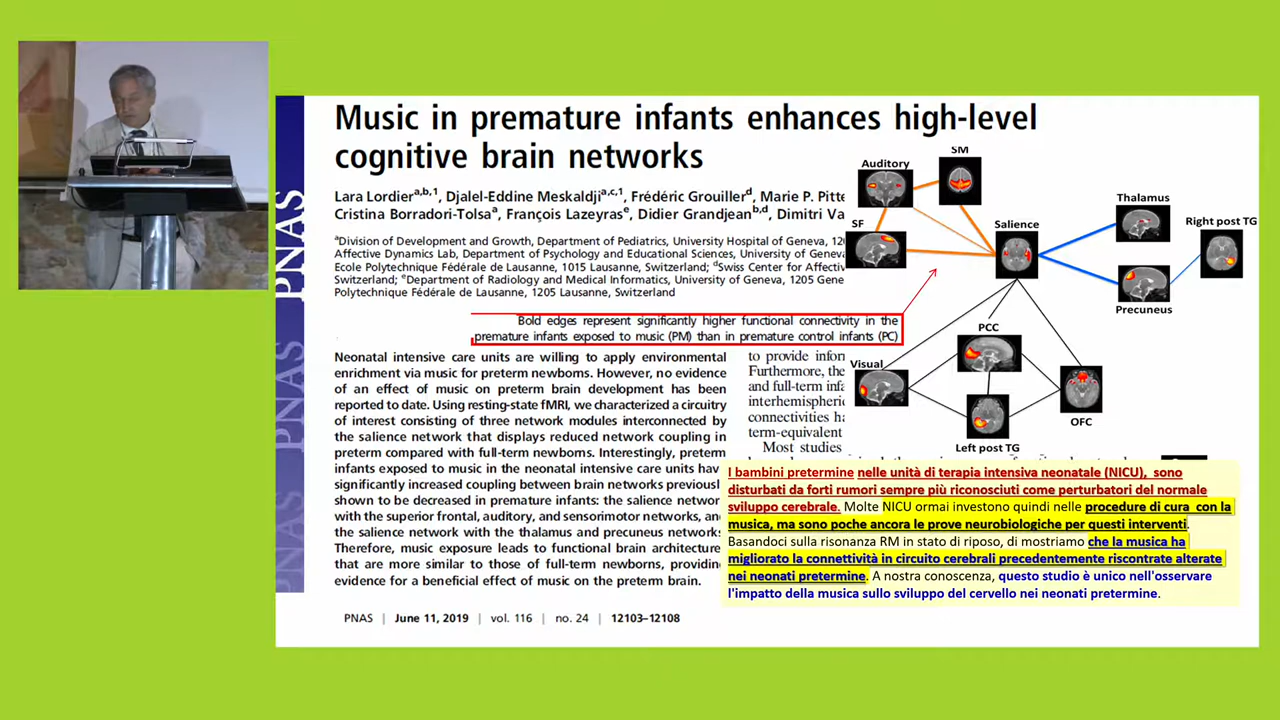 PNAS PNAS PNAS
Music in premature infants enhances high-level
cognitive brain networks
Lara Lordierᵃ,ᵇ,¹, Djalel-Eddine Meskaldjiᵃ,ᶜ,¹, Frédéric Grouillerᵈ, Marie P. Pitte
Cristina Borradori-Tolsaᵃ, François Lazeyrasᵉ, Didier Grandjeanᵇ,ᵈ, Dimitri Va
ᵃDivision of Development and Growth, Department of Pediatrics, University Hospital of Geneva, 120
Affective Dynamics Lab, Department of Psychology and Educational Sciences, University of Geneva
Ecole Polytechnique Fédérale de Lausanne, 1015 Lausanne, Switzerland; ᵈSwiss Center for Affectiv
Switzerland; ᵉDepartment of Radiology and Medical Informatics, University of Geneva, 1205 Gene
Polytechnique Fédérale de Lausanne, 1205 Lausanne, Switzerland
Bold edges represent significantly higher functional connectivity in the
premature infants exposed to music (PM) than in premature control infants (PC)
Neonatal intensive care units are willing to apply environmental
enrichment via music for preterm newborns. However, no evidence
of an effect of music on preterm brain development has been
reported to date. Using resting-state fMRI, we characterized a circuitry
of interest consisting of three network modules interconnected by
the salience network that displays reduced network coupling in
preterm compared with full-term newborns. Interestingly, preterm
infants exposed to music in the neonatal intensive care units hav
significantly increased coupling between brain networks previousl
shown to be decreased in premature infants: the salience networ
with the superior frontal, auditory, and sensorimotor networks, an
the salience network with the thalamus and precuneus networks
Therefore, music exposure leads to functional brain architecture
that are more similar to those of full-term newborns, providin
evidence for a beneficial effect of music on the preterm brain.
to provide infor
Furthermore, the
and full-term infa
interhemispheric
connectivities ha
term-equivalent
Most studies
Auditory
SM
SF
Salience
Thalamus
Right post TG
Precuneus
PCC
Visual
OFC
Left post TG
I bambini pretermine nelle unità di terapia intensiva neonatale (NICU), sono
disturbati da forti rumori sempre più riconosciuti come perturbatori del normale
sviluppo cerebrale. Molte NICU ormai investono quindi nelle procedure di cura con la
musica, ma sono poche ancora le prove neurobiologiche per questi interventi.
Basandoci sulla risonanza RM in stato di riposo, di mostriamo che la musica ha
migliorato la connettività in circuito cerebrali precedentemente riscontrate alterate
nei neonati pretermine. A nostra conoscenza, questo studio è unico nell'osservare
l'impatto della musica sullo sviluppo del cervello nei neonati pretermine.
PNAS | June 11, 2019 | vol. 116 | no. 24 | 12103–12108